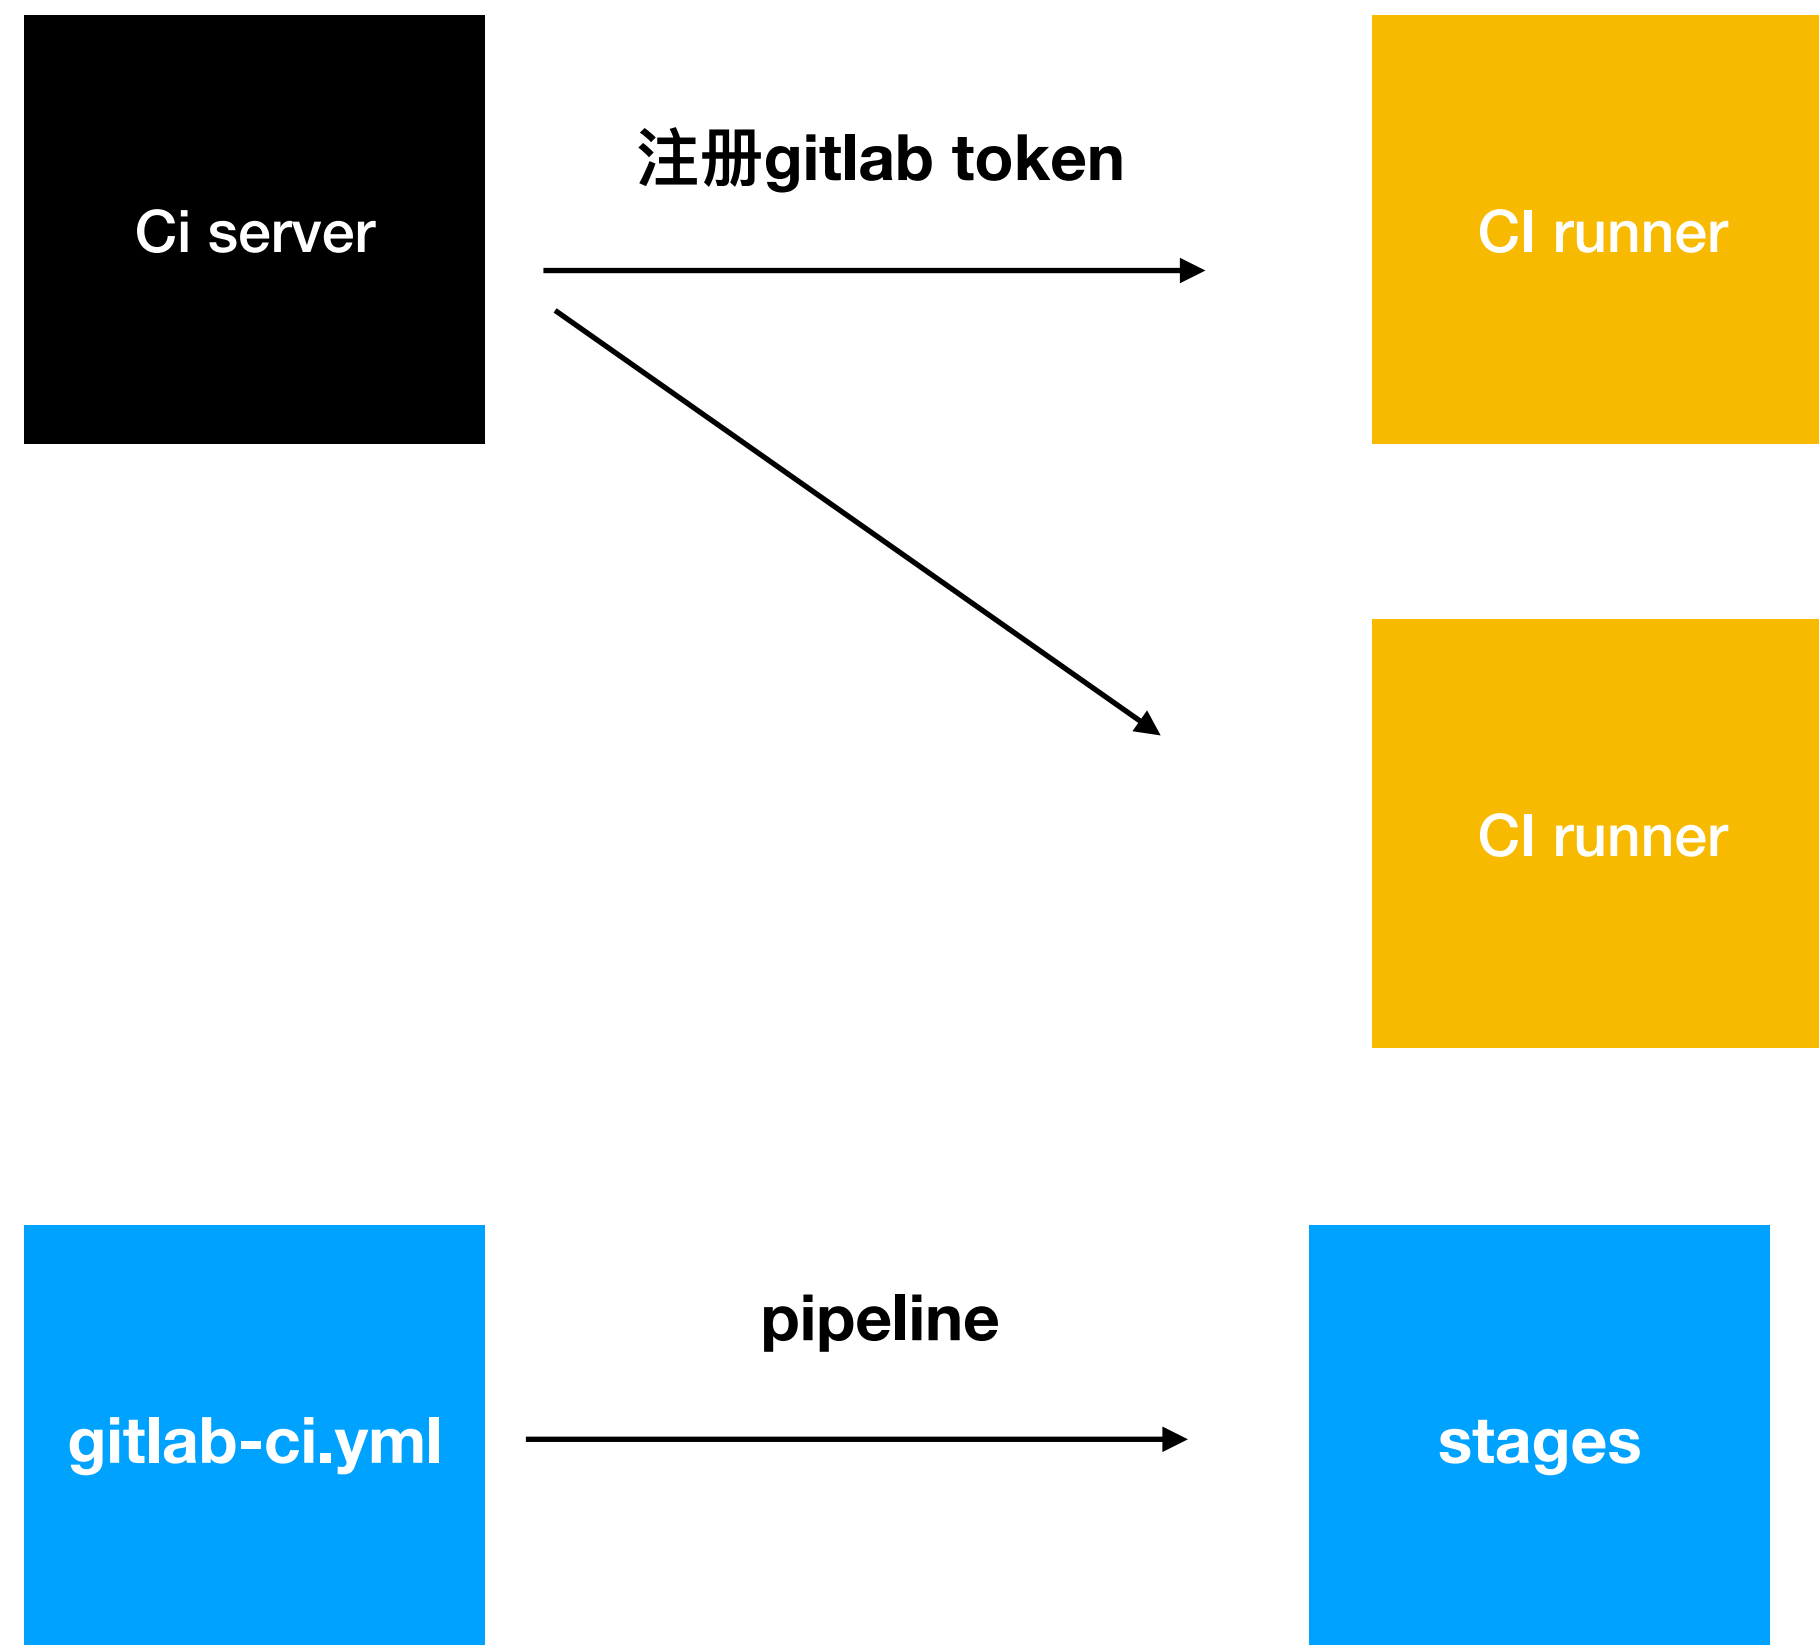 注册gitlab token
Ci server
CI runner
CI runner
pipeline
gitlab-ci.yml
stages